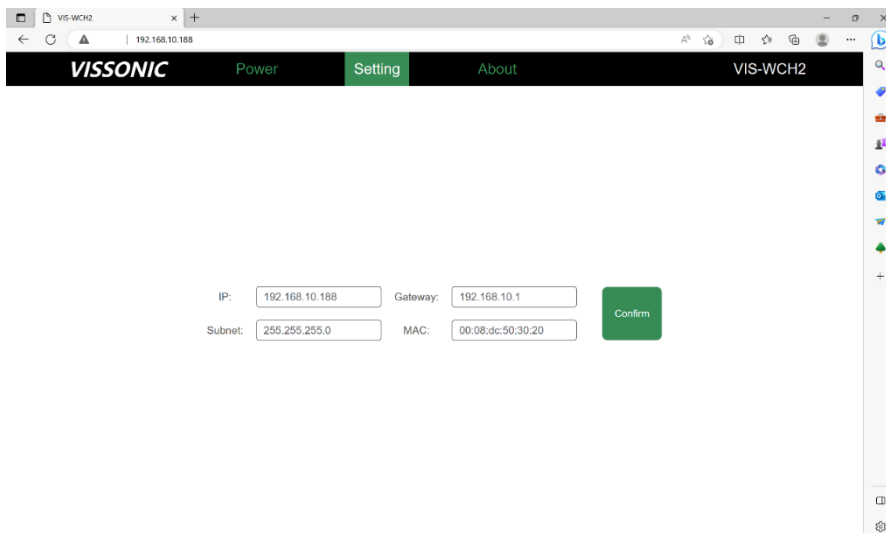 VIS-WCH2
192.168.10.188
VISSONIC Power Setting About VIS-WCH2
IP: 192.168.10.188 Gateway: 192.168.10.1
Confirm
Subnet: 255.255.255.0 MAC: 00:08:dc:50:30:20